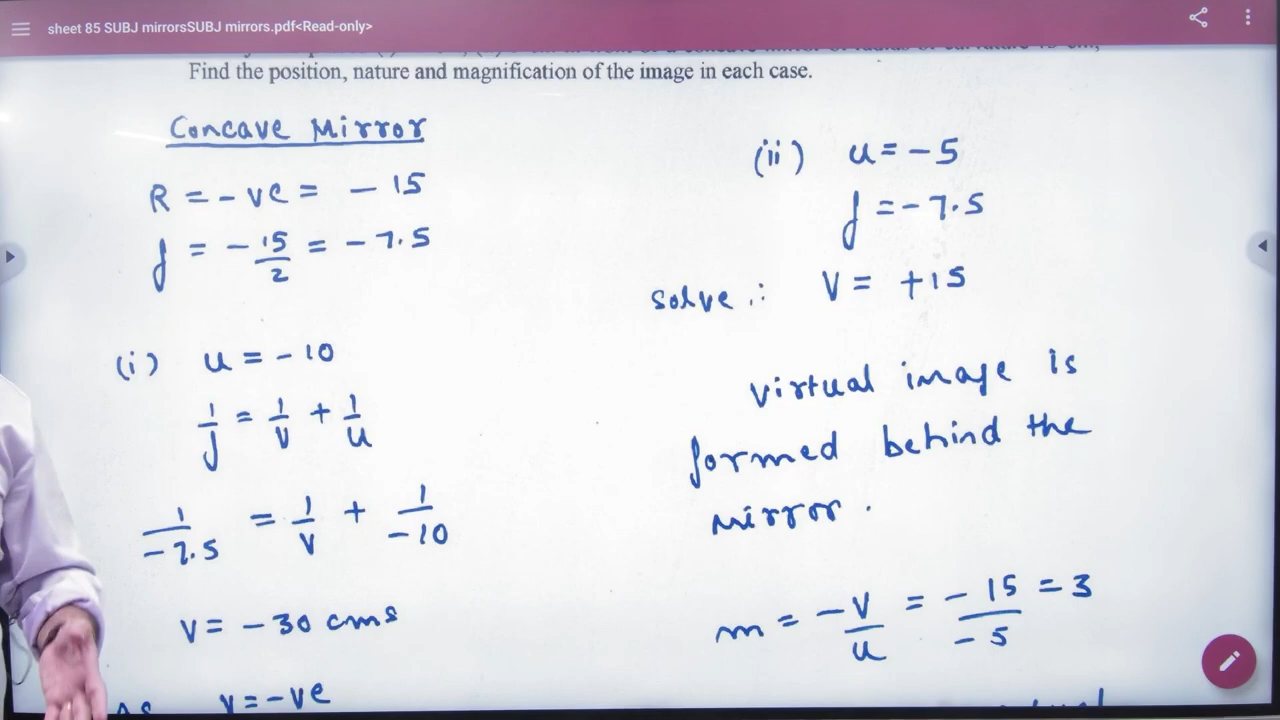 sheet 85 SUBJ mirrorsSUBJ mirrors.pdf<Read-only>
Find the position, nature and magnification of the image in each case.
Concave Mirror
R = -ve = - 15
f = - 15/2 = - 7.5
(i) u = - 10
1/f = 1/v + 1/u
1/-7.5 = 1/v + 1/-10
v = - 30 cms
v = -ve
(ii) u = - 5
f = - 7.5
solve ∴ v = +15
virtual image is
formed behind the
mirror.
m = -v/u = - 15/-5 = 3